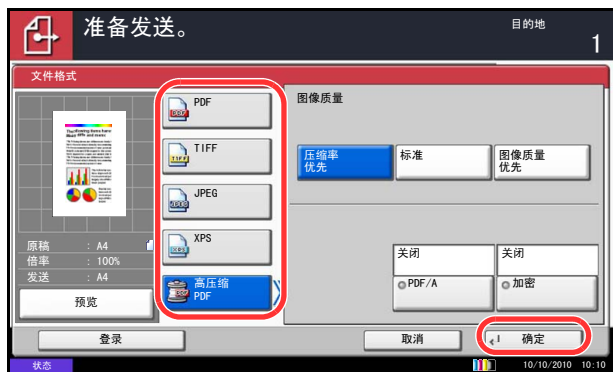 准备发送。
目的地
1
文件格式
PDF
TIFF
JPEG
XPS
高压缩
PDF
图像质量
压缩率
优先
标准
图像质量
优先
原稿 : A4
倍率 : 100%
发送 : A4
预览
关闭
PDF/A
关闭
加密
登录
取消
确定
状态
10/10/2010 10:10